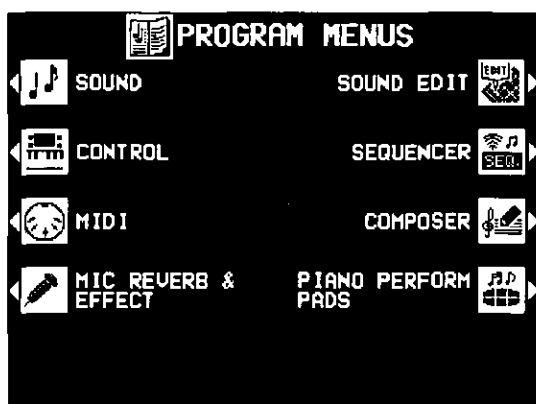 PROGRAM MENUS
SOUND
SOUND EDIT
EDIT
CONTROL
SEQUENCER
SEQ.
MIDI
COMPOSER
MIC REVERB &
EFFECT
PIANO PERFORM
PADS